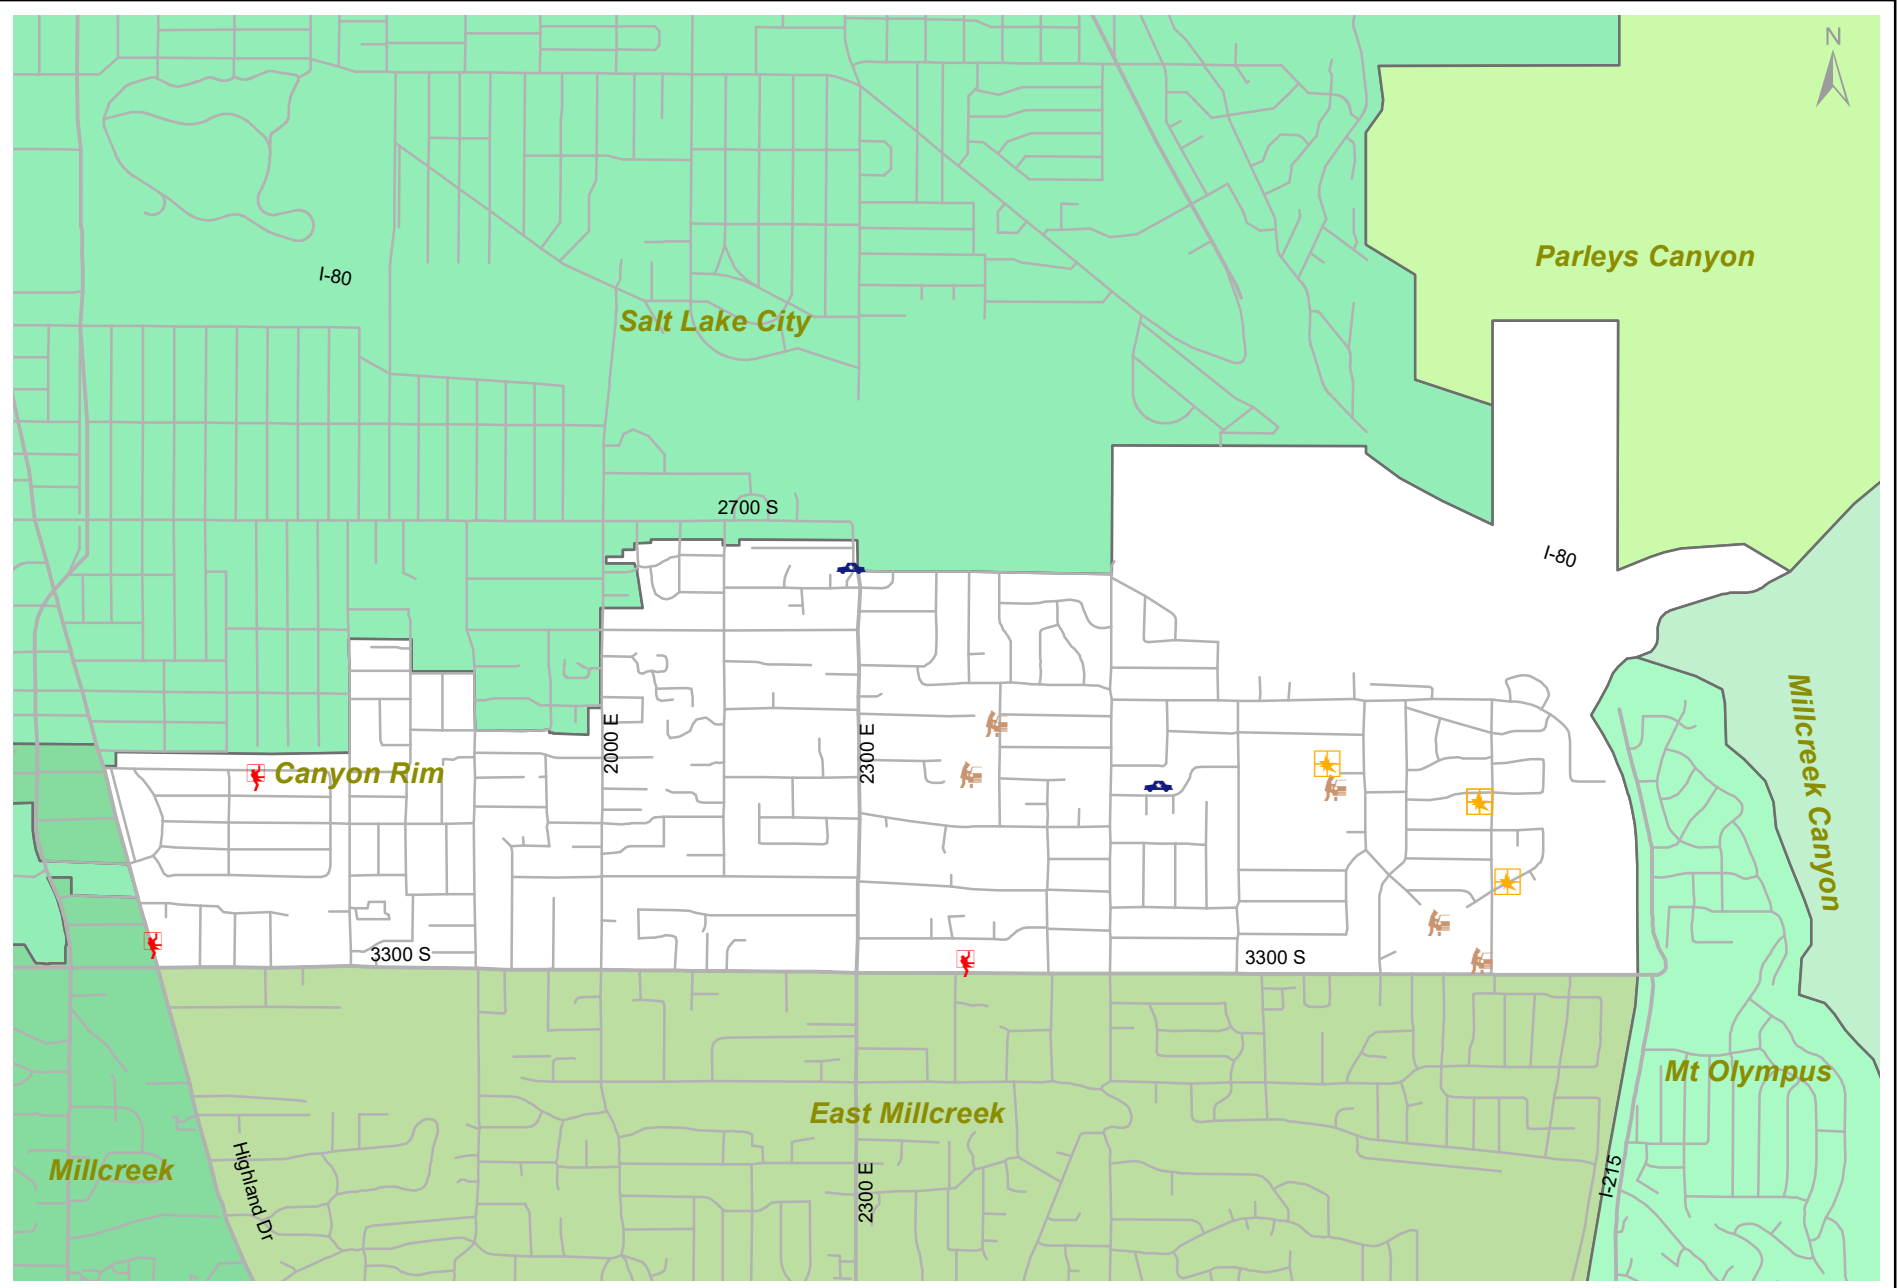 N
Parleys Canyon
I-80
Salt Lake City
2700 S
I-80
Millcreek Canyon
2000 E
2300 E
Canyon Rim
3300 S
3300 S
Mt Olympus
East Millcreek
Millcreek
Highland Dr
2300 E
I-215